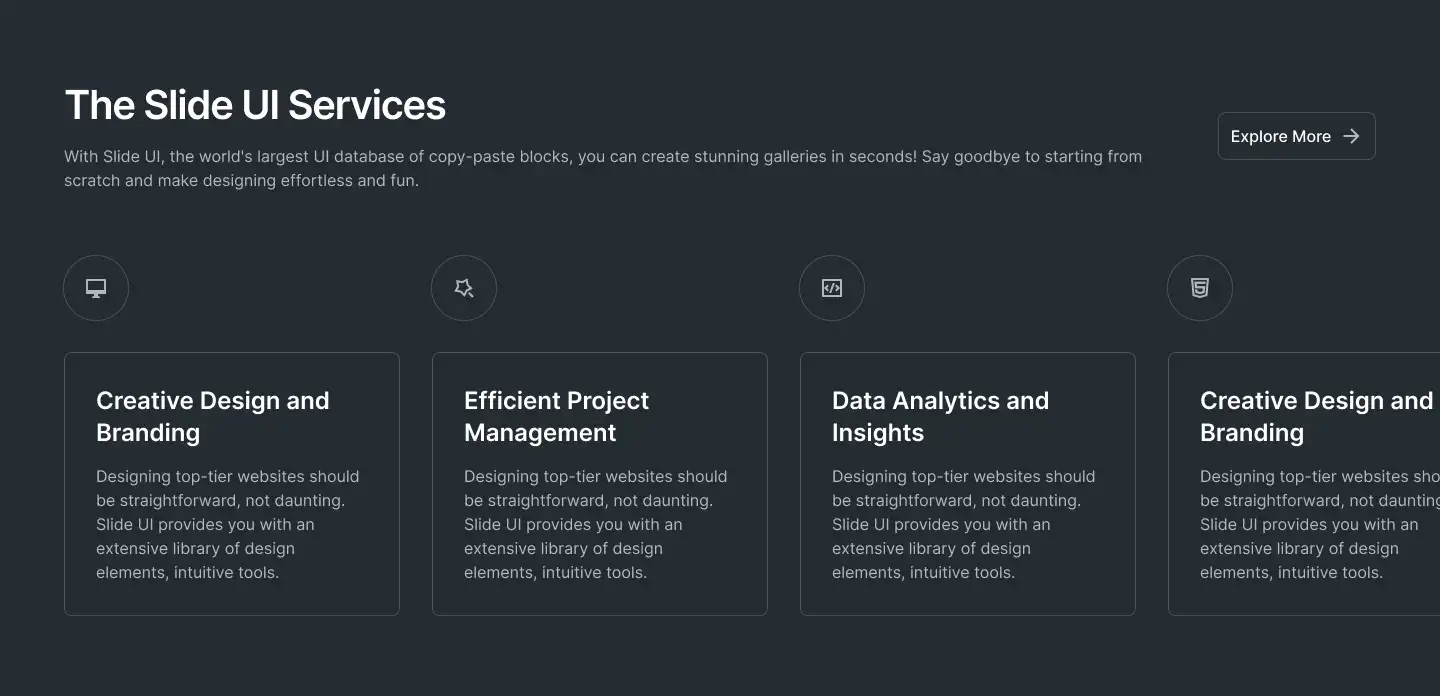 The Slide UI Services
With Slide UI, the world's largest UI database of copy-paste blocks, you can create stunning galleries in seconds! Say goodbye to starting from
scratch and make designing effortless and fun.
Explore More
Creative Design and
Branding
Designing top-tier websites should
be straightforward, not daunting.
Slide UI provides you with an
extensive library of design
elements, intuitive tools.
Efficient Project
Management
Designing top-tier websites should
be straightforward, not daunting.
Slide UI provides you with an
extensive library of design
elements, intuitive tools.
Data Analytics and
Insights
Designing top-tier websites should
be straightforward, not daunting.
Slide UI provides you with an
extensive library of design
elements, intuitive tools.
Creative Design and
Branding
Designing top-tier websites sho
be straightforward, not daunting
Slide UI provides you with an
extensive library of design
elements, intuitive tools.